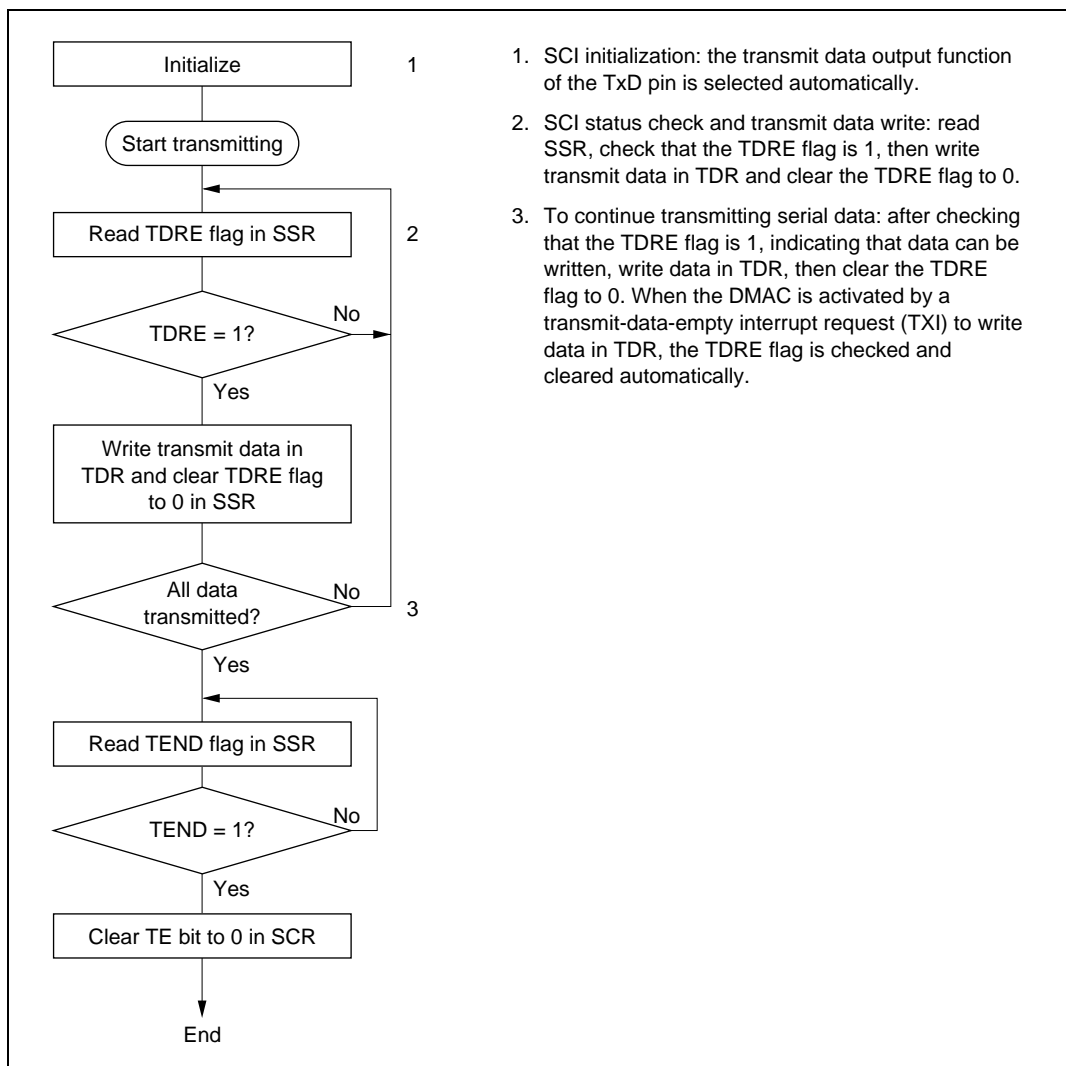 Initialize
1
Start transmitting
Read TDRE flag in SSR
2
TDRE = 1?
No
Yes
Write transmit data in
TDR and clear TDRE flag
to 0 in SSR
All data
transmitted?
No
3
Yes
Read TEND flag in SSR
TEND = 1?
No
Yes
Clear TE bit to 0 in SCR
End
1. SCI initialization: the transmit data output function
of the TxD pin is selected automatically.
2. SCI status check and transmit data write: read
SSR, check that the TDRE flag is 1, then write
transmit data in TDR and clear the TDRE flag to 0.
3. To continue transmitting serial data: after checking
that the TDRE flag is 1, indicating that data can be
written, write data in TDR, then clear the TDRE
flag to 0. When the DMAC is activated by a
transmit-data-empty interrupt request (TXI) to write
data in TDR, the TDRE flag is checked and
cleared automatically.